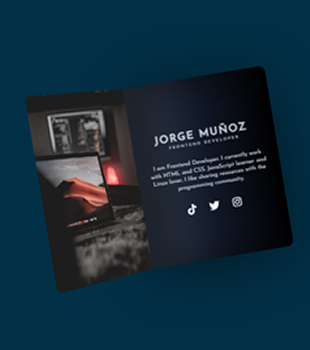 JORGE MUÑOZ
FRONTEND DEVELOPER
I am Frontend Developer. I currently work
with HTML and CSS. JavaScript learner and
Linux lover. I like sharing resources with the
programming community.